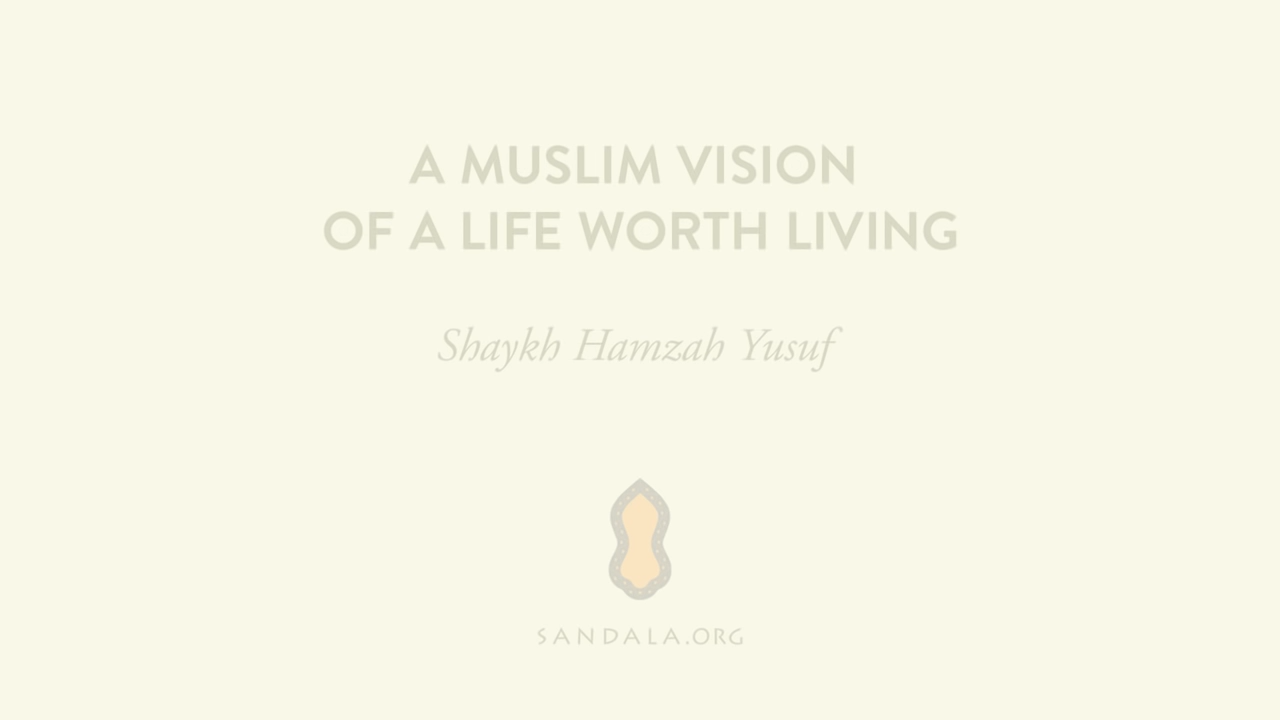 A MUSLIM VISION
OF A LIFE WORTH LIVING
Shaykh Hamzah Yusuf
SANDALA.ORG